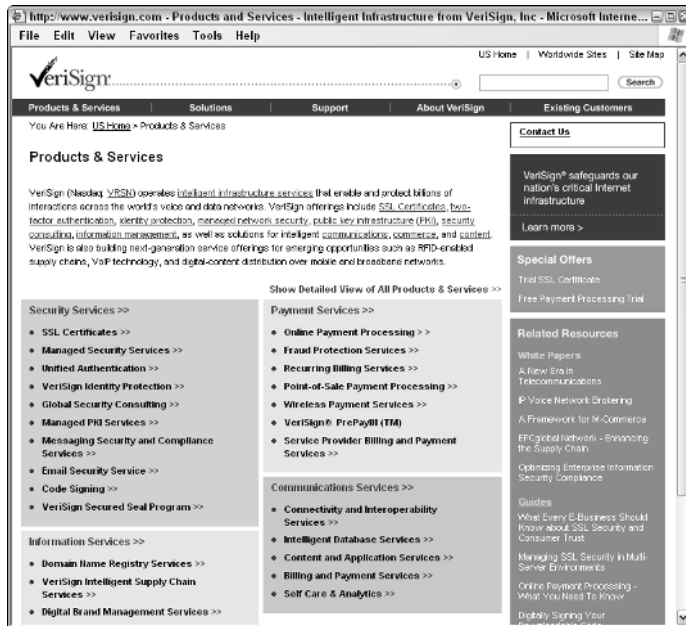 http://www.verisign.com - Products and Services - Intelligent Infrastructure from VeriSign, Inc - Microsoft Interne...
File Edit View Favorites Tools Help
US Home | Worldwide Sites | Site Map
VeriSign
Search
Products & Services | Solutions | Support | About VeriSign | Existing Customers
You Are Here: US Home > Products & Services
Products & Services
VeriSign (Nasdaq: VRSN) operates intelligent infrastructure services that enable and protect billions of
interactions across the world's voice and data networks. VeriSign offerings include SSL Certificates, two-
factor authentication, identity protection, managed network security, public key infrastructure (PKI), security
consulting, information management, as well as solutions for intelligent communications, commerce, and content.
VeriSign is also building next-generation service offerings for emerging opportunities such as RFID-enabled
supply chains, VoIP technology, and digital-content distribution over mobile and broadband networks.
Show Detailed View of All Products & Services >>
Security Services >>
SSL Certificates >>
Managed Security Services >>
Unified Authentication >>
VeriSign Identity Protection >>
Global Security Consulting >>
Managed PKI Services >>
Messaging Security and Compliance
Services >>
Email Security Service >>
Code Signing >>
VeriSign Secured Seal Program >>
Information Services >>
Domain Name Registry Services >>
VeriSign Intelligent Supply Chain
Services >>
Digital Brand Management Services >>
Payment Services >>
Online Payment Processing > >
Fraud Protection Services >>
Recurring Billing Services >>
Point-of-Sale Payment Processing >>
Wireless Payment Services >>
VeriSign® PrePayIII (TM)
Service Provider Billing and Payment
Services >>
Communications Services >>
Connectivity and Interoperability
Services >>
Intelligent Database Services >>
Content and Application Services >>
Billing and Payment Services >>
Self Care & Analytics >>
Contact Us
VeriSign® safeguards our
nation's critical Internet
infrastructure
Learn more >
Special Offers
Trial SSL Certificate
Free Payment Processing Trial
Related Resources
White Papers
A New Era in
Telecommunications
IP Voice Network Brokering
A Framework for M-Commerce
EPCglobal Network - Enhancing
the Supply Chain
Optimizing Enterprise Information
Security Compliance
Guides
What Every E-Business Should
Know about SSL Security and
Consumer Trust
Managing SSL Security in Multi-
Server Environments
Online Payment Processing -
What You Need To Know
Digitally Signing Your